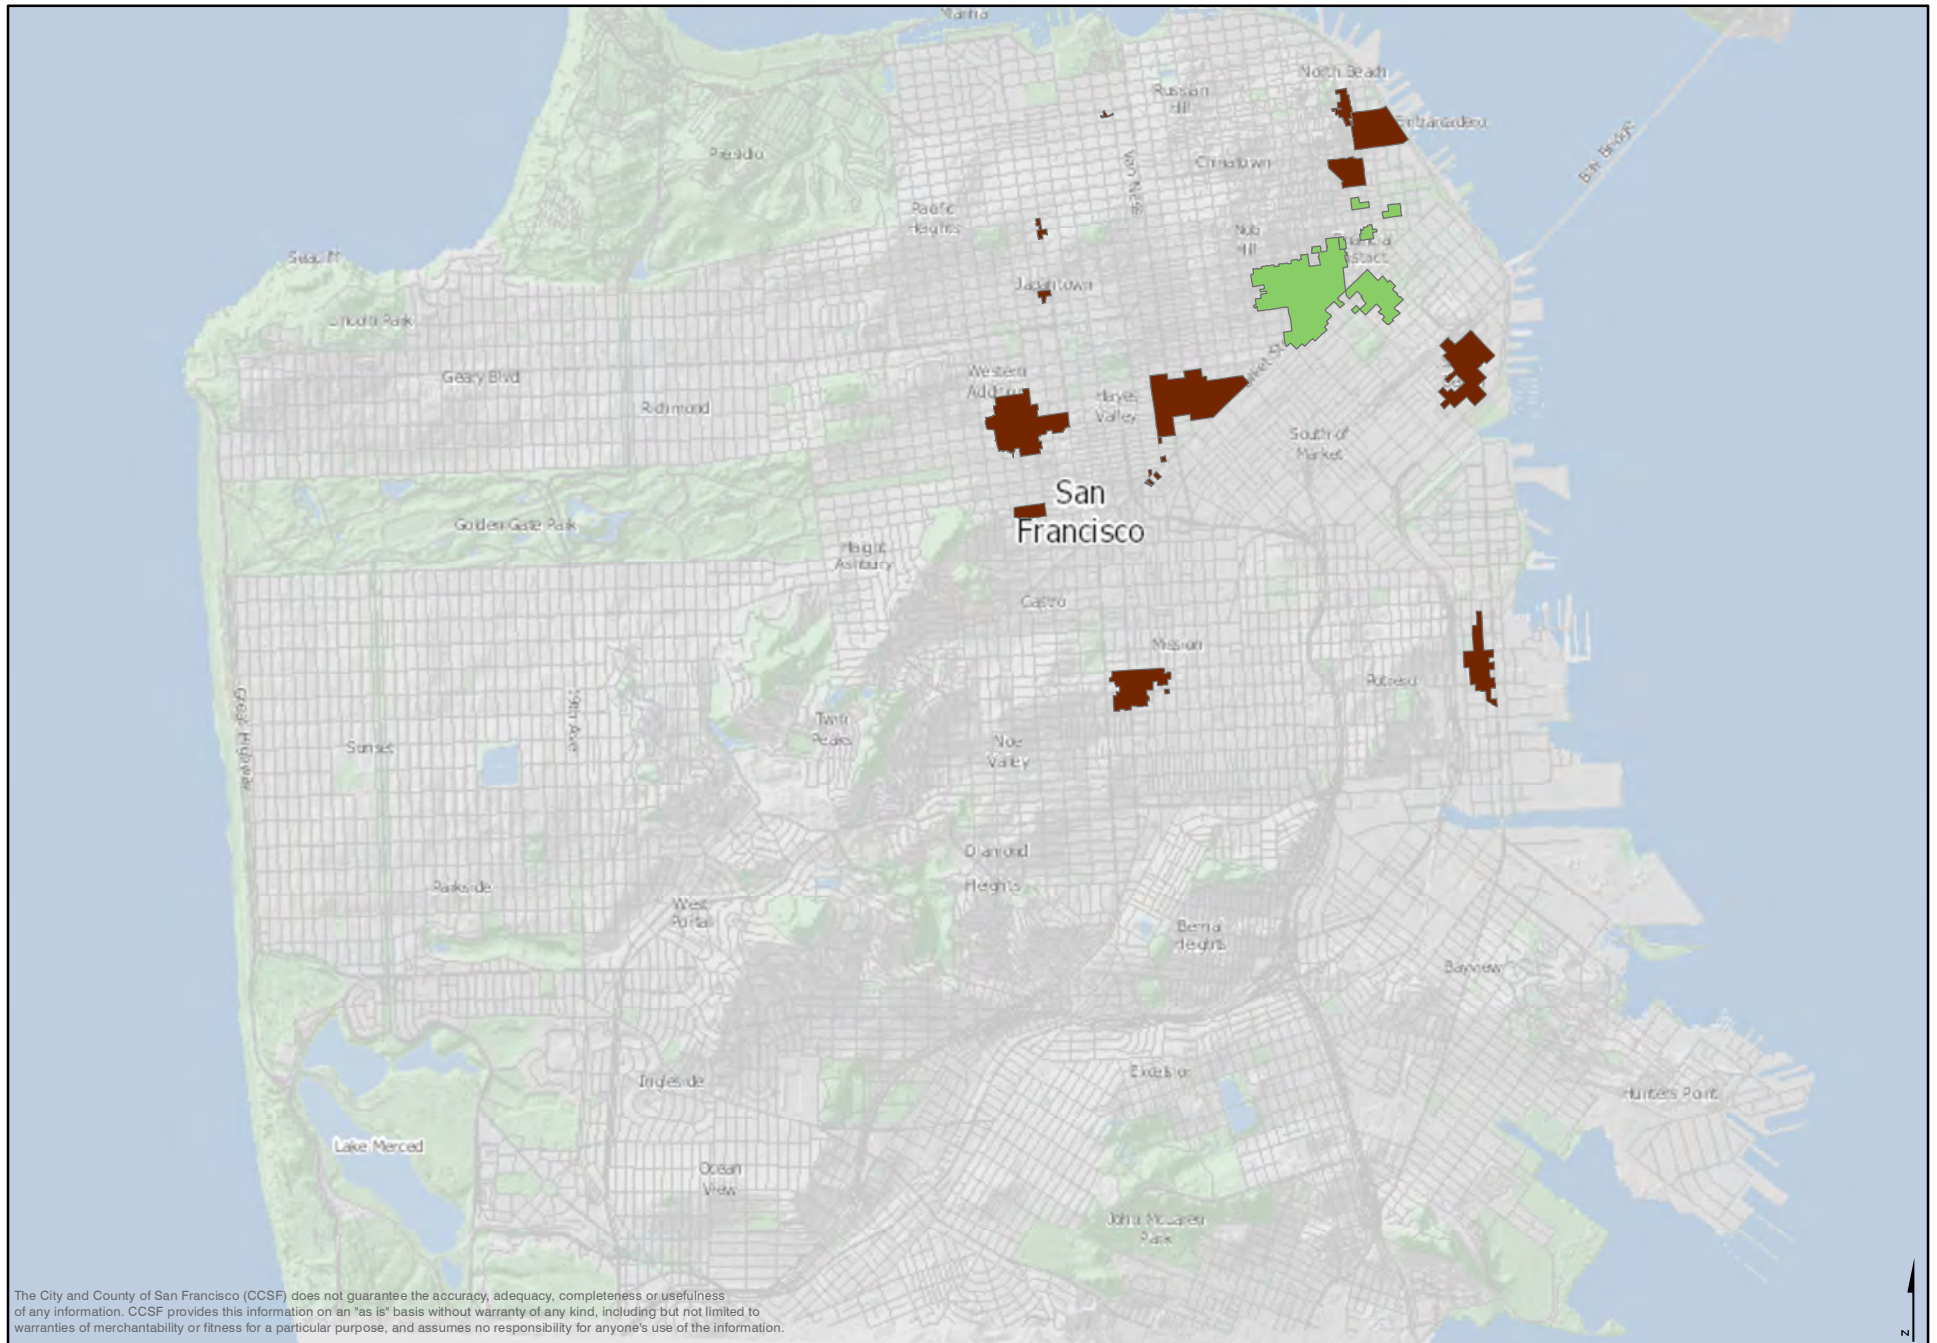 Marina
North Beach
Russian
Hill
Embarcadero
Bay Bridge
Presidio
Van Ness
Chinatown
Pacific
Heights
Nob
Hill
Financial
District
Seacliff
Japantown
Lincoln Park
Market St
Geary Blvd
Western
Addition
Hayes
Valley
Richmond
South of
Market
San
Francisco
Golden Gate Park
Haight
Ashbury
Castro
Mission
Potrero
Great Highway
19th Ave
Sunset
Twin
Peaks
Noe
Valley
Diamond
Heights
Parkside
West
Portal
Bernal
Heights
Bayview
Ingleside
Excelsior
Hunters Point
Lake Merced
Ocean
View
John McLaren
Park
The City and County of San Francisco (CCSF) does not guarantee the accuracy, adequacy, completeness or usefulness
of any information. CCSF provides this information on an "as is" basis without warranty of any kind, including but not limited to
warranties of merchantability or fitness for a particular purpose, and assumes no responsibility for anyone's use of the information.
N